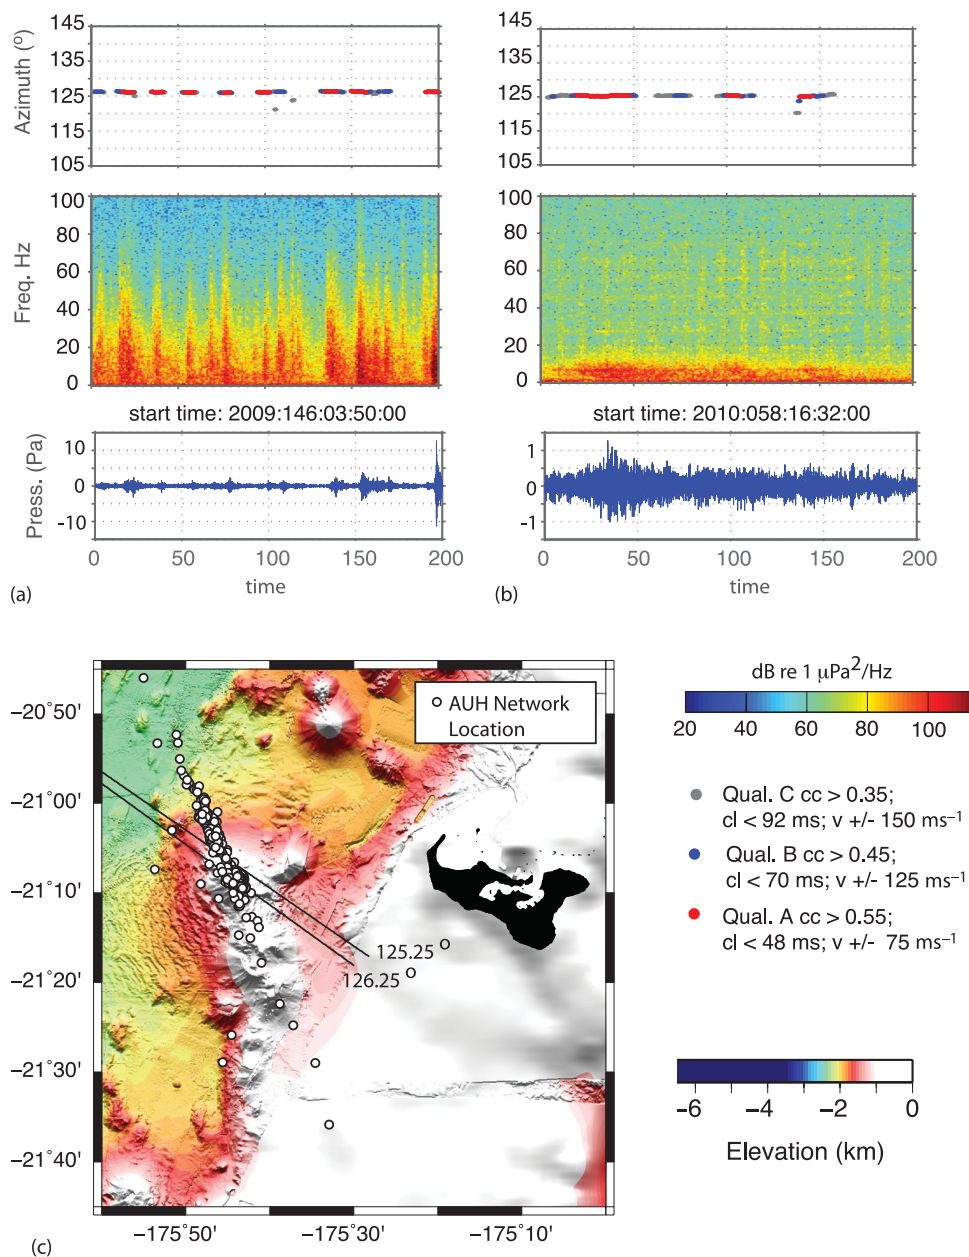 145
135
125
115
105
Azimuth (º)
145
135
125
115
105
100
80
60
40
20
0
Freq. Hz
100
80
60
40
20
0
start time: 2009:146:03:50:00
start time: 2010:058:16:32:00
10
0
-10
Press. (Pa)
1
0
-1
0 50 100 150 200
0 50 100 150 200
time
time
(a)
(b)
AUH Network
Location
−20˚50'
−21˚00'
−21˚10'
−21˚20'
−21˚30'
−21˚40'
125.25
126.25
−175˚50' −175˚30' −175˚10'
(c)
dB re 1 μPa²/Hz
20 40 60 80 100
Qual. C cc > 0.35;
cl < 92 ms; v +/- 150 ms⁻¹
Qual. B cc > 0.45;
cl < 70 ms; v +/- 125 ms⁻¹
Qual. A cc > 0.55;
cl < 48 ms; v +/- 75 ms⁻¹
−6 −4 −2 0
Elevation (km)